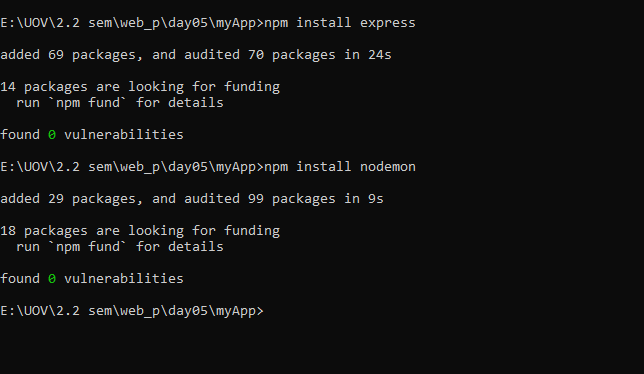 E:\UOV\2.2 sem\web_p\day05\myApp>npm install express
added 69 packages, and audited 70 packages in 24s
14 packages are looking for funding
  run `npm fund` for details
found 0 vulnerabilities
E:\UOV\2.2 sem\web_p\day05\myApp>npm install nodemon
added 29 packages, and audited 99 packages in 9s
18 packages are looking for funding
  run `npm fund` for details
found 0 vulnerabilities
E:\UOV\2.2 sem\web_p\day05\myApp>